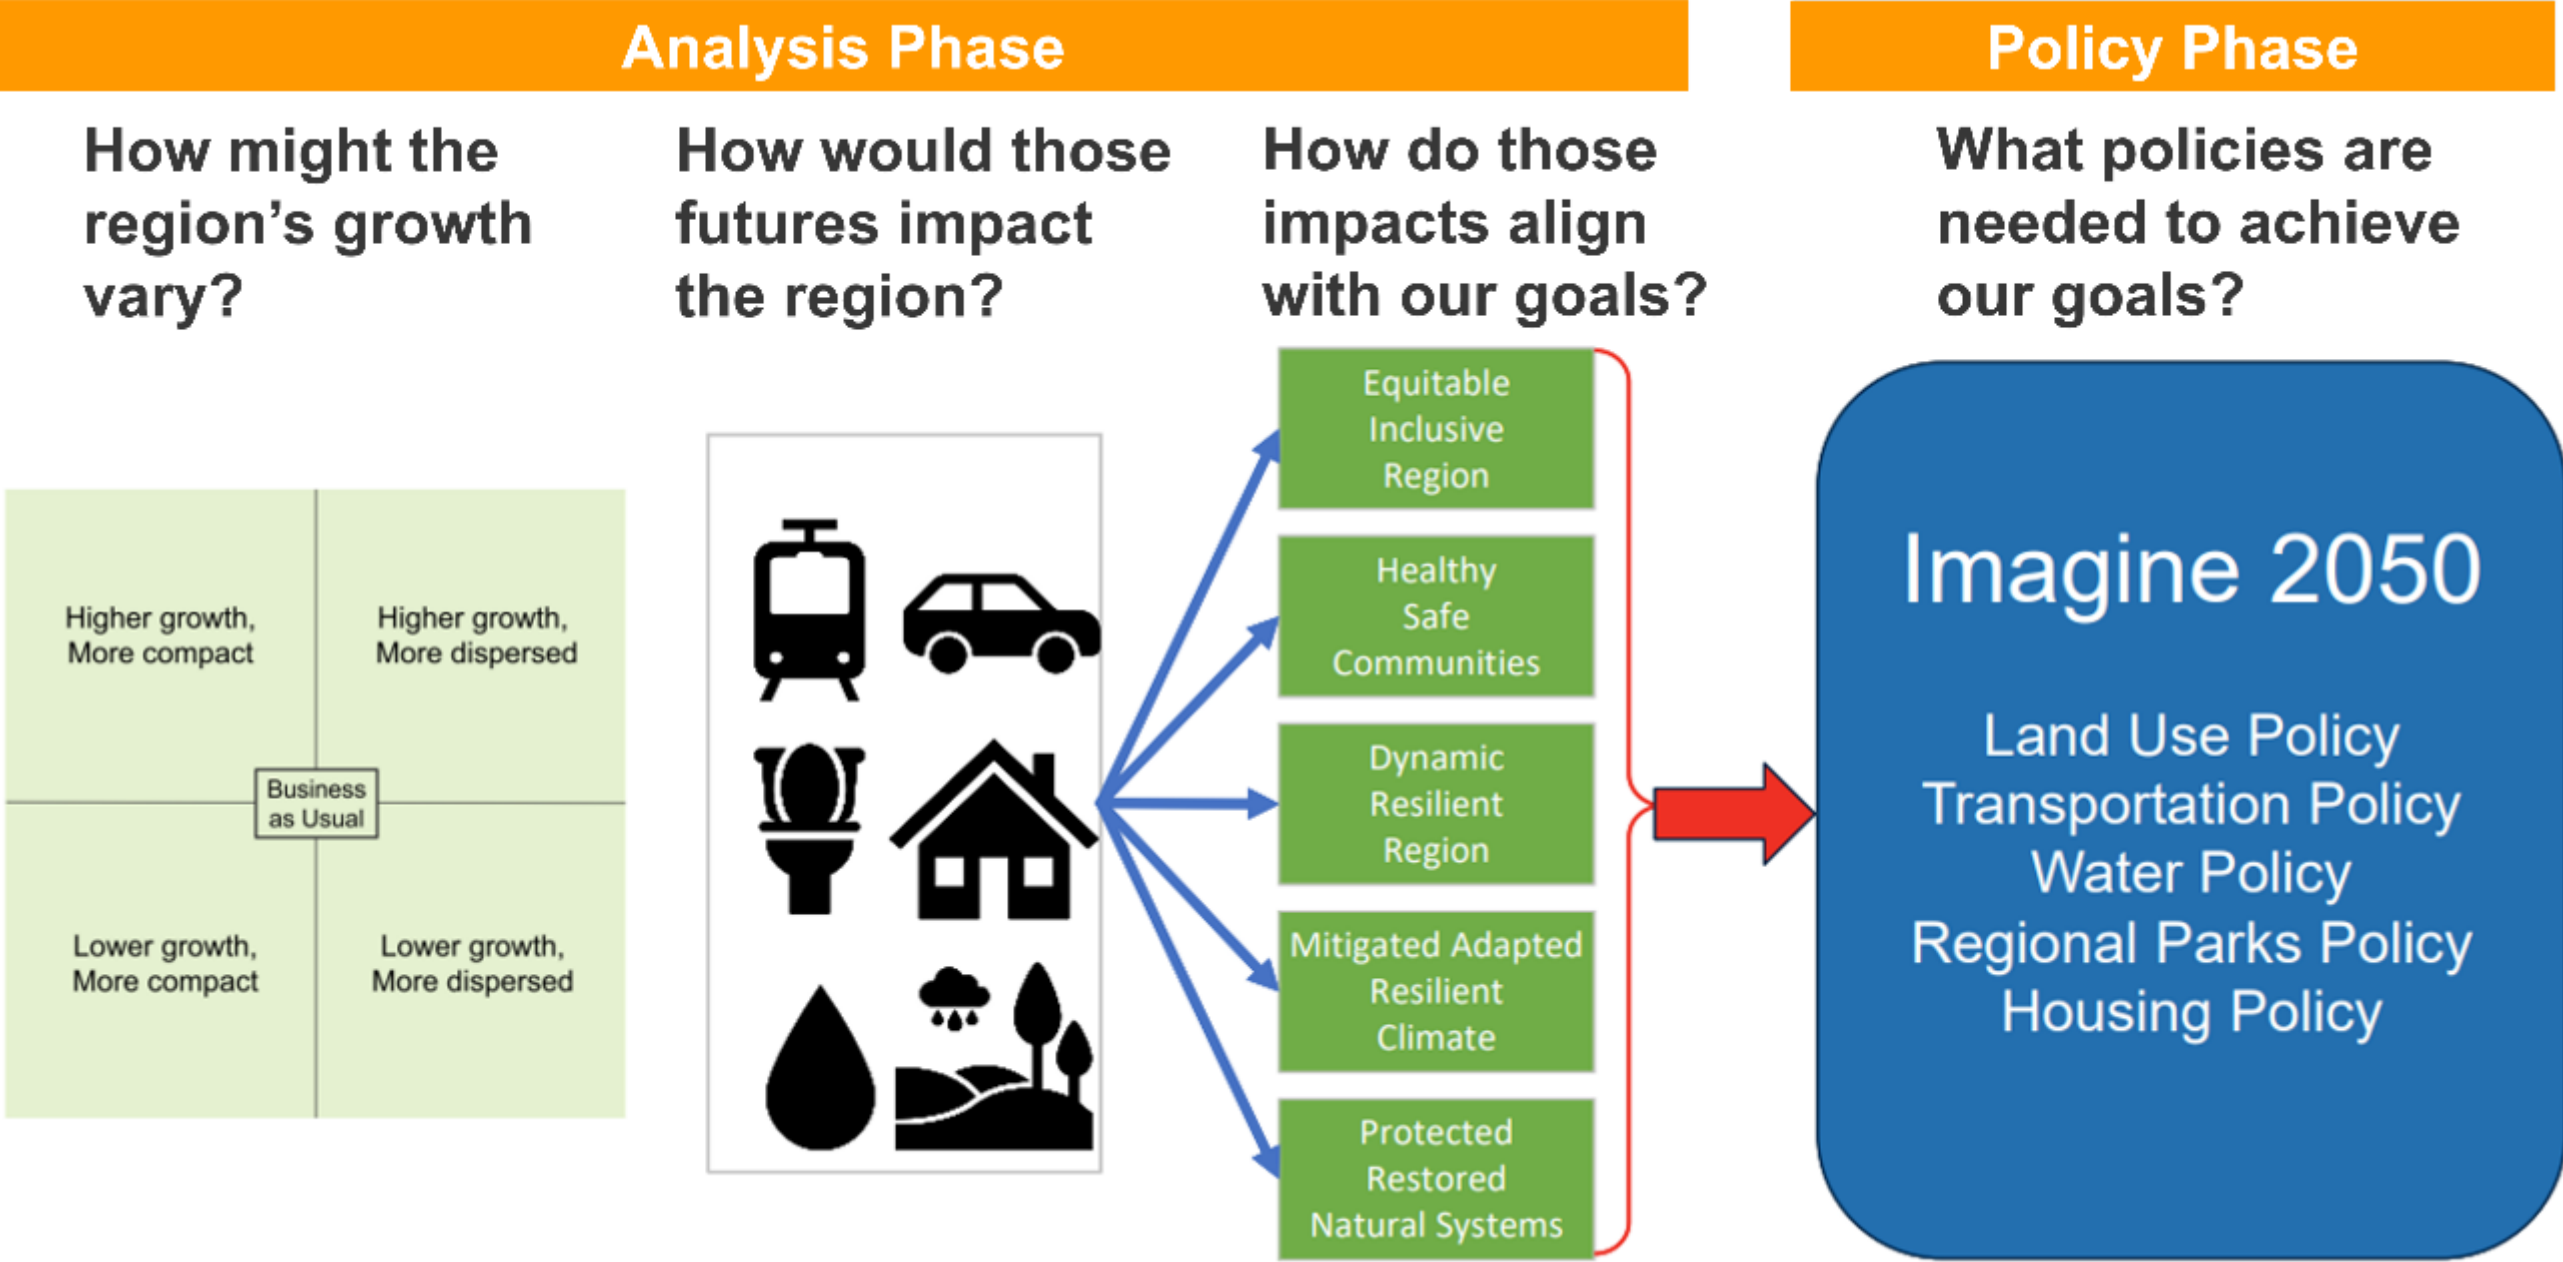 Analysis Phase
Policy Phase
How might the
region’s growth
vary?
How would those
futures impact
the region?
How do those
impacts align
with our goals?
What policies are
needed to achieve
our goals?
Higher growth,
More compact
Higher growth,
More dispersed
Business
as Usual
Lower growth,
More compact
Lower growth,
More dispersed
Equitable
Inclusive
Region
Healthy
Safe
Communities
Dynamic
Resilient
Region
Mitigated Adapted
Resilient
Climate
Protected
Restored
Natural Systems
Imagine 2050
Land Use Policy
Transportation Policy
Water Policy
Regional Parks Policy
Housing Policy